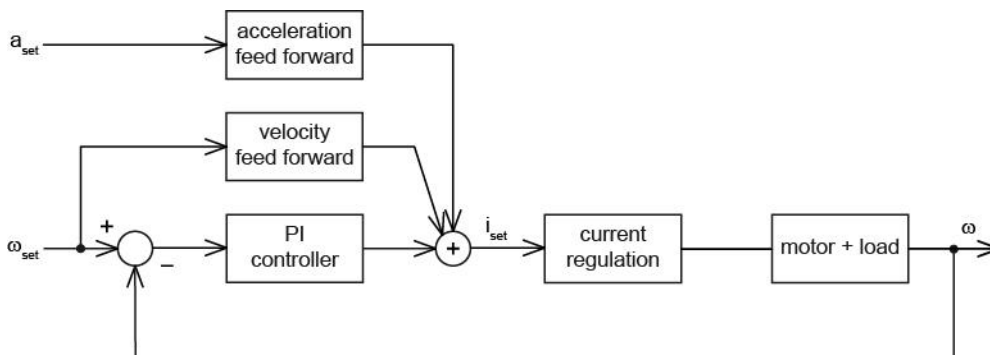 acceleration
a_set
feed forward
velocity
feed forward
+
ω_set
−
PI
controller
+
i_set
current
regulation
motor + load
ω